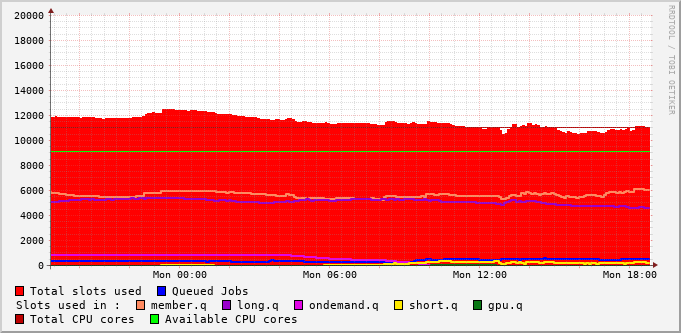 RRDTOOL / TOBI OETIKER
20000
18000
16000
14000
12000
10000
8000
6000
4000
2000
0
Mon 00:00 Mon 06:00 Mon 12:00 Mon 18:00
Total slots used Queued Jobs
Slots used in : member.q long.q ondemand.q short.q gpu.q
Total CPU cores Available CPU cores